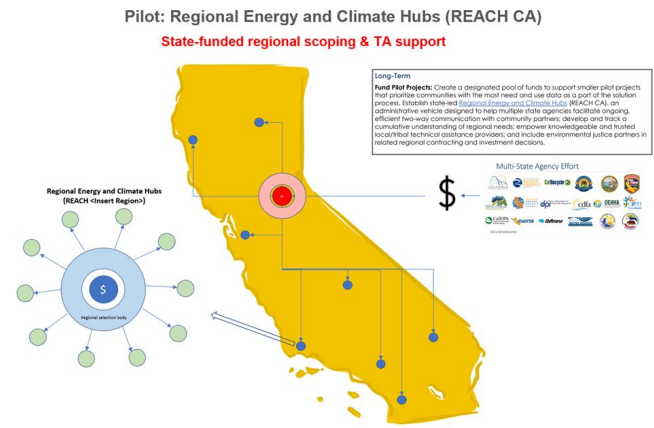 Pilot: Regional Energy and Climate Hubs (REACH CA)
State-funded regional scoping & TA support
Long-Term
Fund Pilot Projects: Create a designated pool of funds to support smaller pilot projects
that prioritize communities with the most need and use data as a part of the solution
process. Establish state-led Regional Energy and Climate Hubs (REACH CA), an
administrative vehicle designed to help multiple state agencies facilitate ongoing,
efficient two-way communication with community partners; develop and track a
cumulative understanding of regional needs; empower knowledgeable and trusted
local/tribal technical assistance providers; and include environmental justice partners in
related regional contracting and investment decisions.
Multi-State Agency Effort
$
CalRecycle
dpr
cdfa
OEHHA
CalEPA
Caltrans
Regional Energy and Climate Hubs
(REACH <Insert Region>)
$
Regional selection body